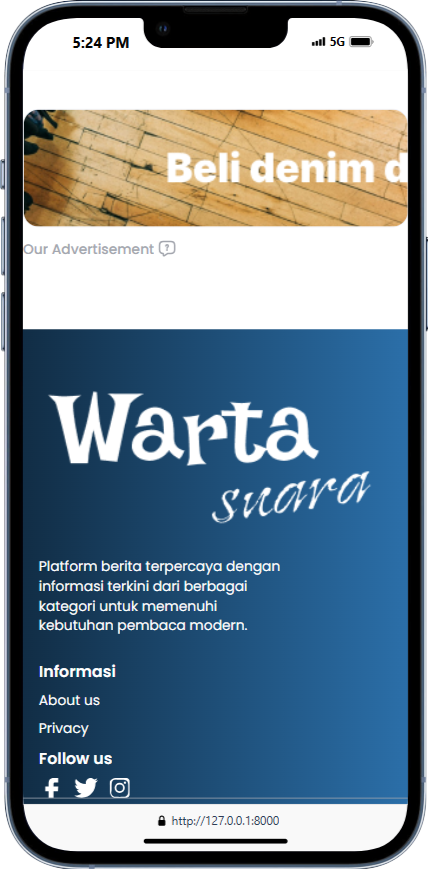 5:24 PM
5G
Beli denim d
Our Advertisement
Warta
suara
Platform berita terpercaya dengan
informasi terkini dari berbagai
kategori untuk memenuhi
kebutuhan pembaca modern.
Informasi
About us
Privacy
Follow us
http://127.0.0.1:8000